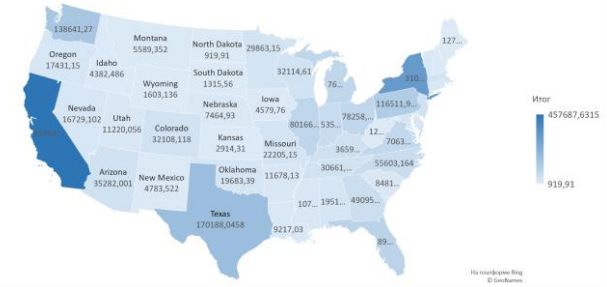 138641,27
Montana
5589,352
North Dakota
919,91
29863,15
127...
Oregon
17431,15
Idaho
4382,486
South Dakota
1315,56
32114,61
76...
310...
Wyoming
1603,136
Nebraska
7464,93
Iowa
4579,76
116511,9...
Nevada
16729,102
Utah
11220,056
Colorado
32108,118
Kansas
2914,31
Missouri
22205,15
80166...
535...
78258,...
12...
7063...
3659...
55603,164
Arizona
35282,001
New Mexico
4783,522
Oklahoma
19683,39
11678,13
30661,...
8481...
Texas
170188,0458
107...
1951...
49095...
9217,03
89...
Итог
457687,6315
919,91
На платформе Bing
© GeoNames